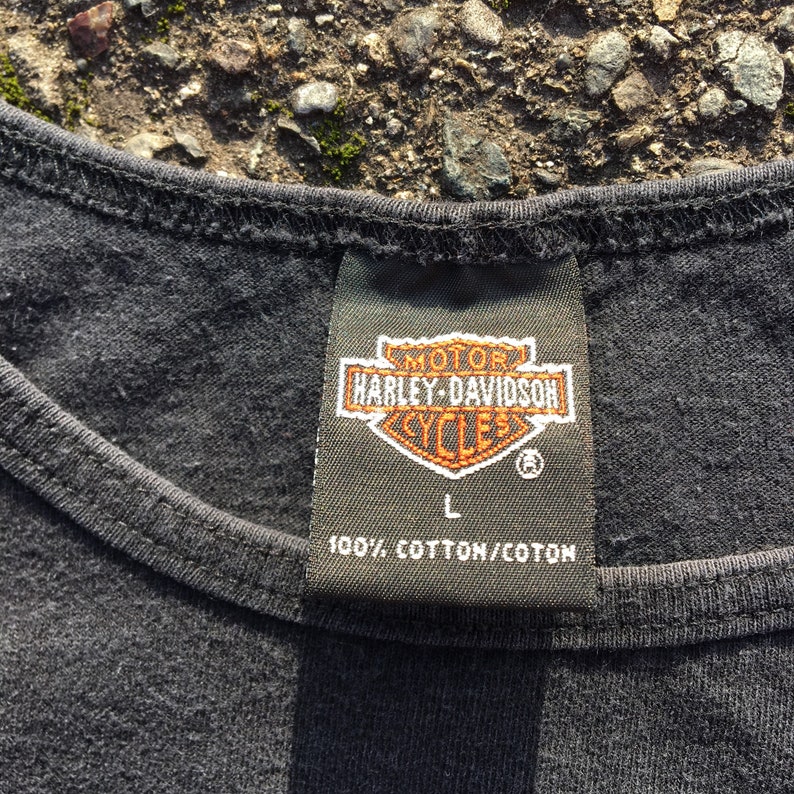 MOTOR
HARLEY-DAVIDSON
CYCLES
®
L
100% COTTON/COTON